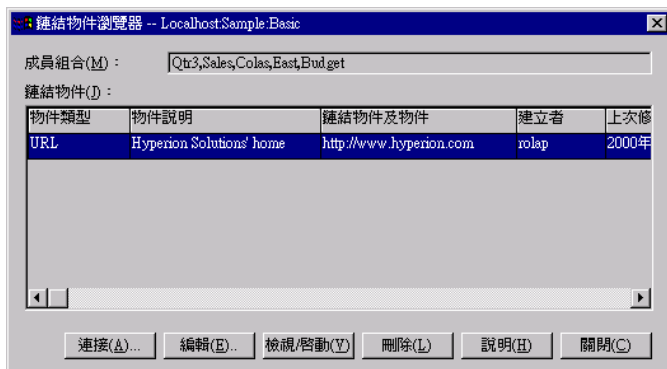 鏈結物件瀏覽器 -- Localhost:Sample:Basic
成員組合(M)： Qtr3,Sales,Colas,East,Budget
鏈結物件(J)：
物件類型 物件說明 鏈結物件及物件 建立者 上次修
URL Hyperion Solutions' home http://www.hyperion.com rolap 2000年
連接(A)... 編輯(E).. 檢視/啓動(V) 刪除(L) 說明(H) 關閉(C)